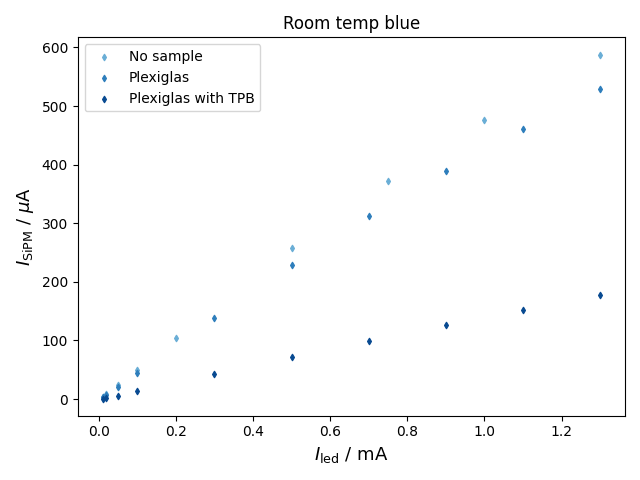 Room temp blue
No sample
Plexiglas
Plexiglas with TPB
I_SiPM / μA
600
500
400
300
200
100
0
0.0 0.2 0.4 0.6 0.8 1.0 1.2
I_led / mA